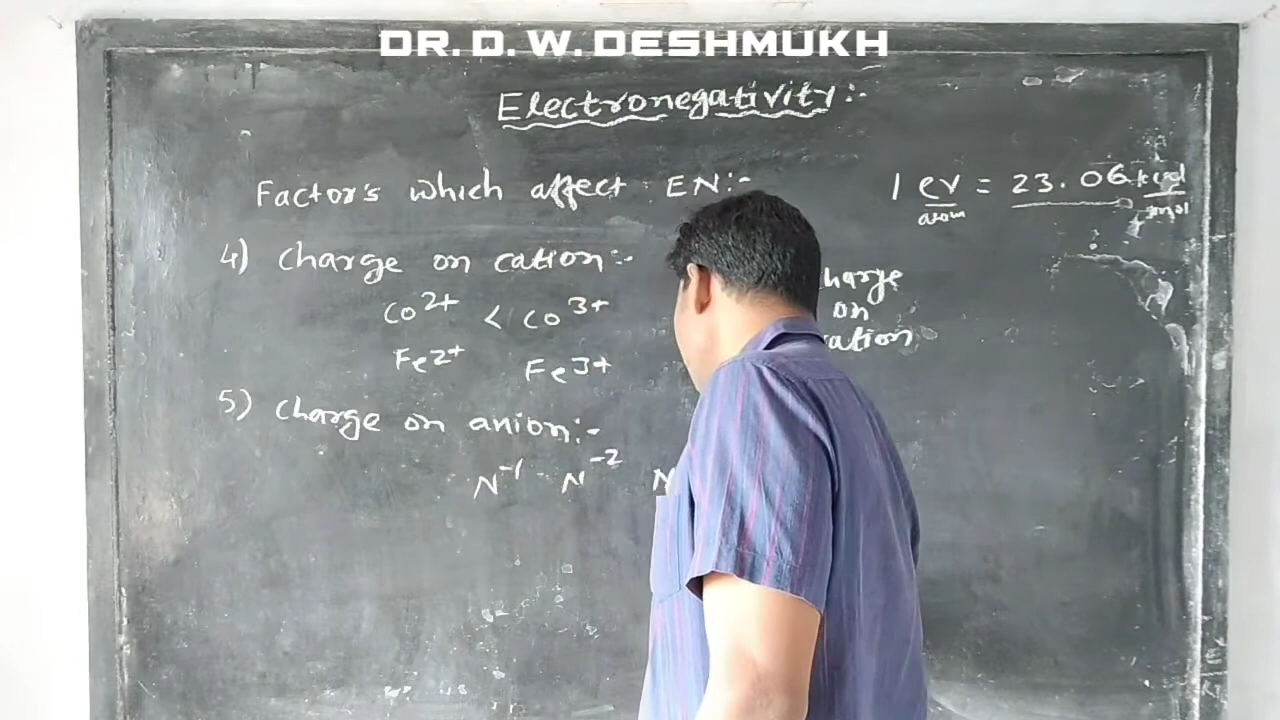 DR. D. W. DESHMUKH
Electronegativity:-
Factor's which affect EN:-
1 ev/atom = 23.06 kcal/mol
4) Charge on cation:-
Co2+ < Co3+
Fe2+ Fe3+
harge
on
ation
5) Charge on anion:-
N-1 N-2 N